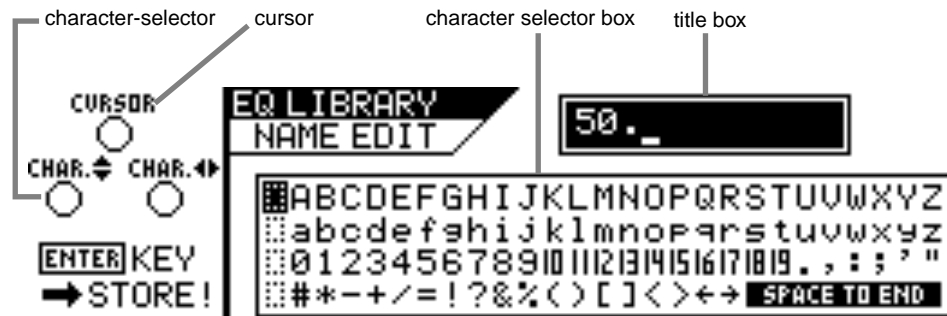 character-selector cursor character selector box title box
CURSOR
CHAR.⬍ CHAR.◀▶
ENTER KEY
➡STORE!
EQ LIBRARY
NAME EDIT
50._
ABCDEFGHIJKLMNOPQRSTUVWXYZ
abcdefghijklmnopqrstuvwxyz
0123456789 10 11 12 13 14 15 16 17 18 19 . , : ; ' "
#*-+/=!?&%()[]<>←→ SPACE TO END